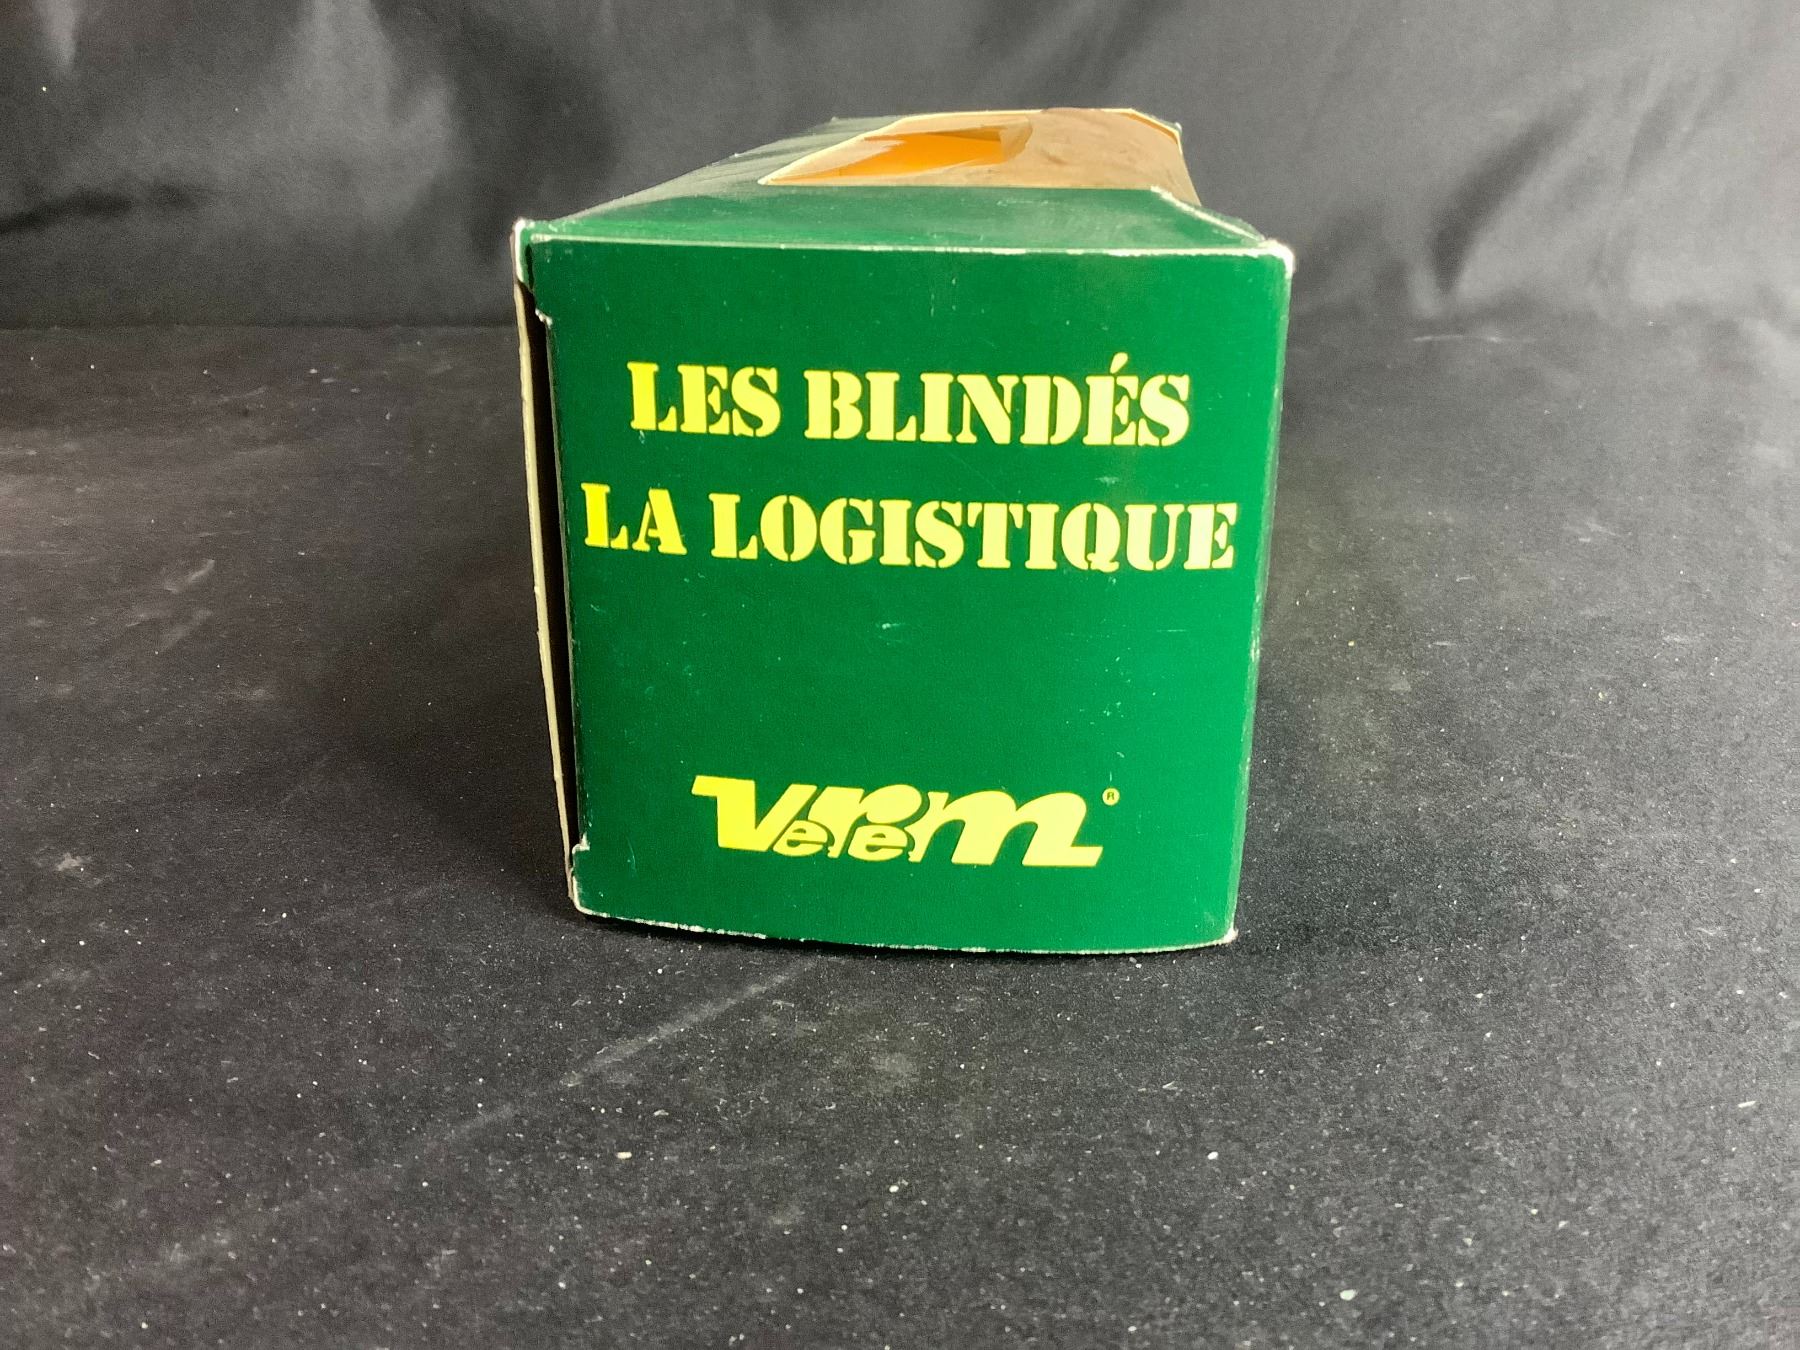 LES BLINDÉS
LA LOGISTIQUE
Verem ®